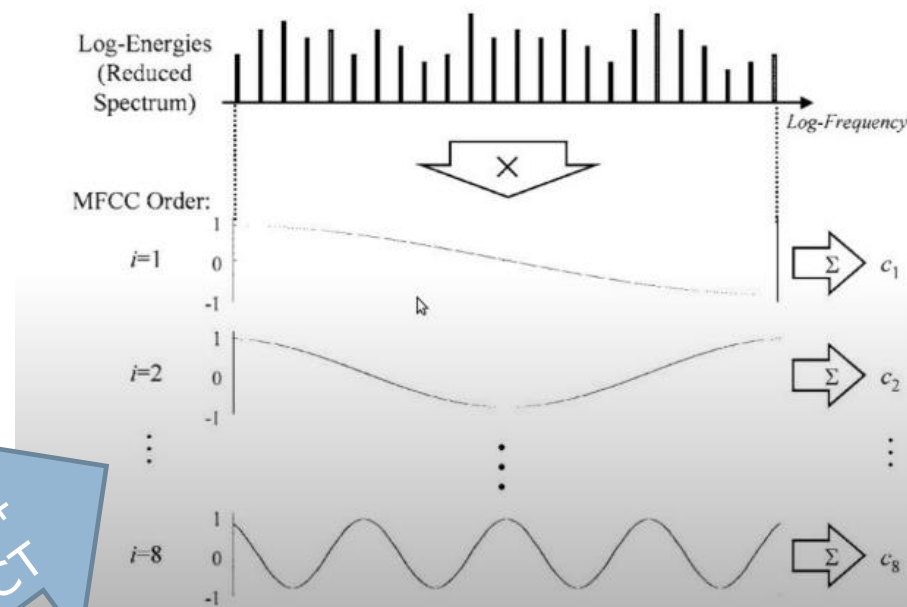 Log-Energies
(Reduced
Spectrum)
Log-Frequency
×
MFCC Order:
i=1
1
0
-1
Σ
c₁
i=2
1
0
-1
Σ
c₂
i=8
1
0
-1
Σ
c₈
CT